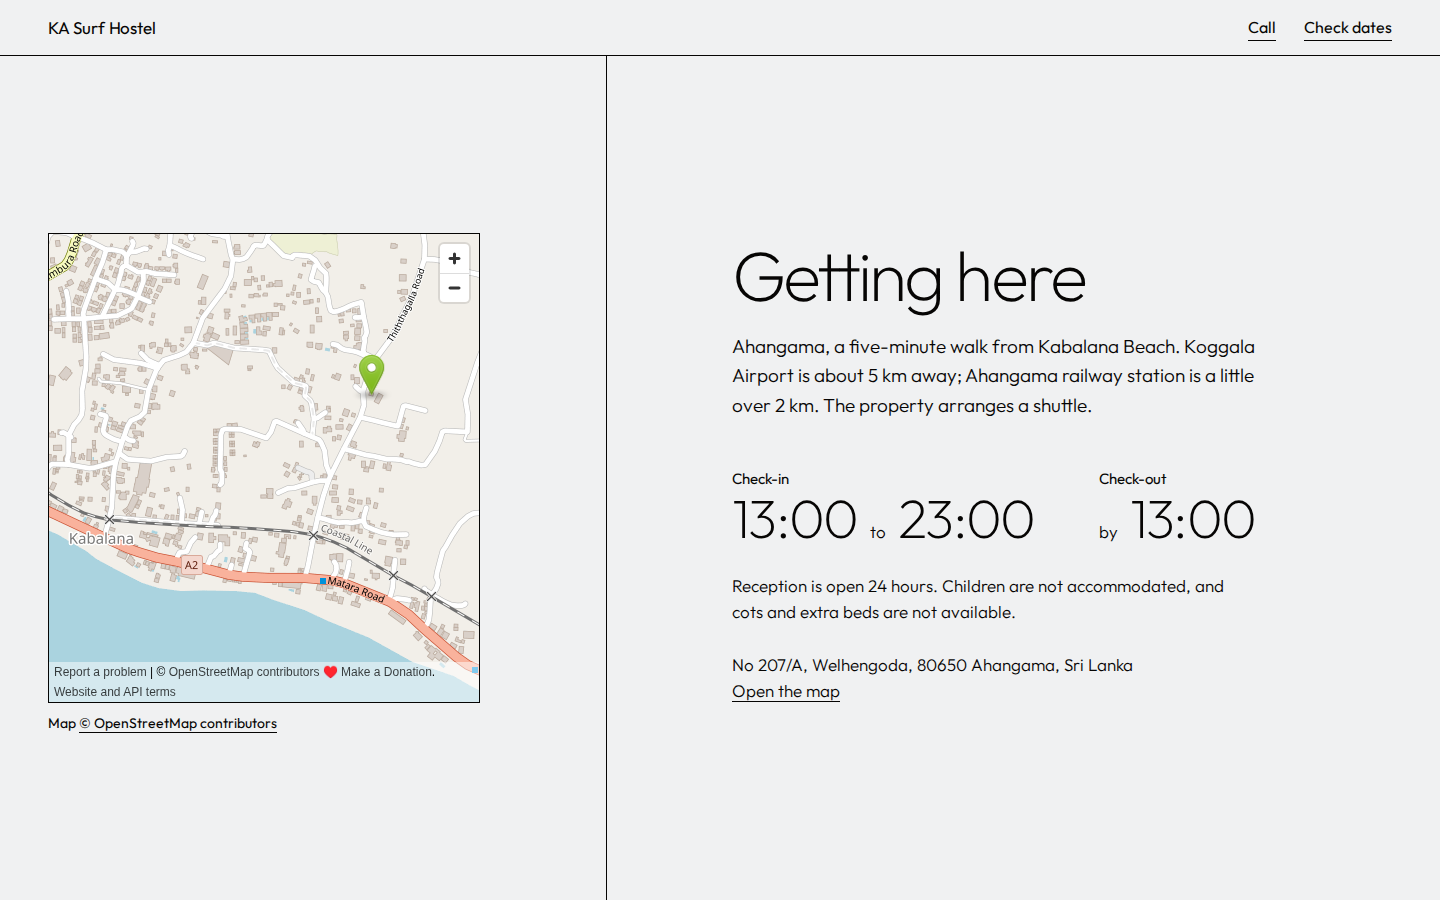 KA Surf Hostel
Call
Check dates
mbura Road
Thiththagalla Road
+
−
Coastal Line
Kabalana
A2
Matara Road
Report a problem | © OpenStreetMap contributors ❤️ Make a Donation.
Website and API terms
Map © OpenStreetMap contributors
Getting here
Ahangama, a five-minute walk from Kabalana Beach. Koggala
Airport is about 5 km away; Ahangama railway station is a little
over 2 km. The property arranges a shuttle.
Check-in
13:00 to 23:00
Check-out
by 13:00
Reception is open 24 hours. Children are not accommodated, and
cots and extra beds are not available.
No 207/A, Welhengoda, 80650 Ahangama, Sri Lanka
Open the map